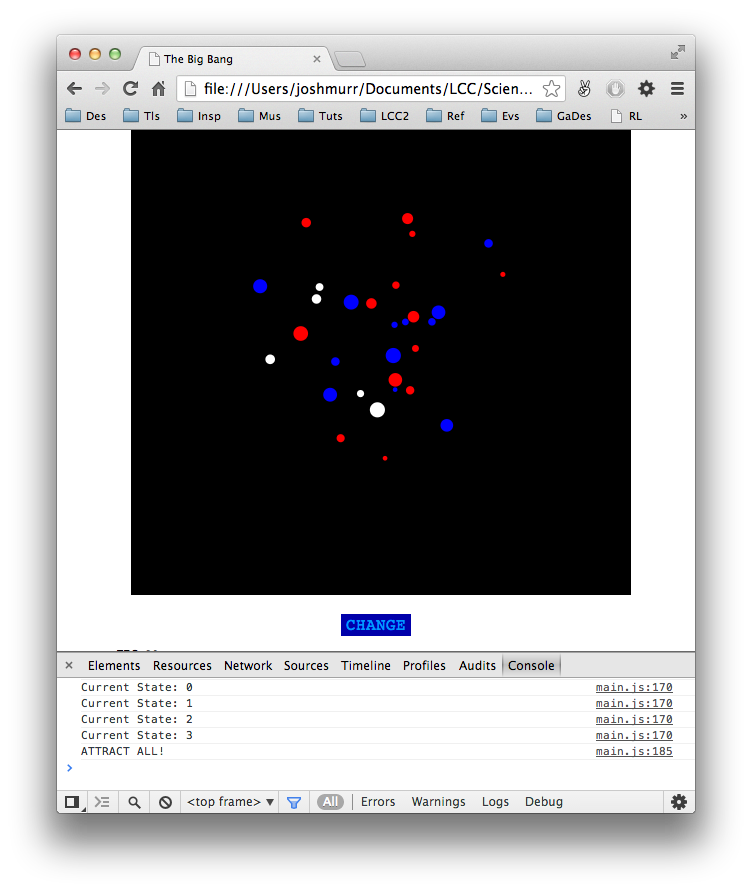 The Big Bang
file:///Users/joshmurr/Documents/LCC/Scien...
Des Tls Insp Mus Tuts LCC2 Ref Evs GaDes RL »
CHANGE
Elements Resources Network Sources Timeline Profiles Audits Console
Current State: 0 main.js:170
Current State: 1 main.js:170
Current State: 2 main.js:170
Current State: 3 main.js:170
ATTRACT ALL! main.js:185
<top frame> All Errors Warnings Logs Debug